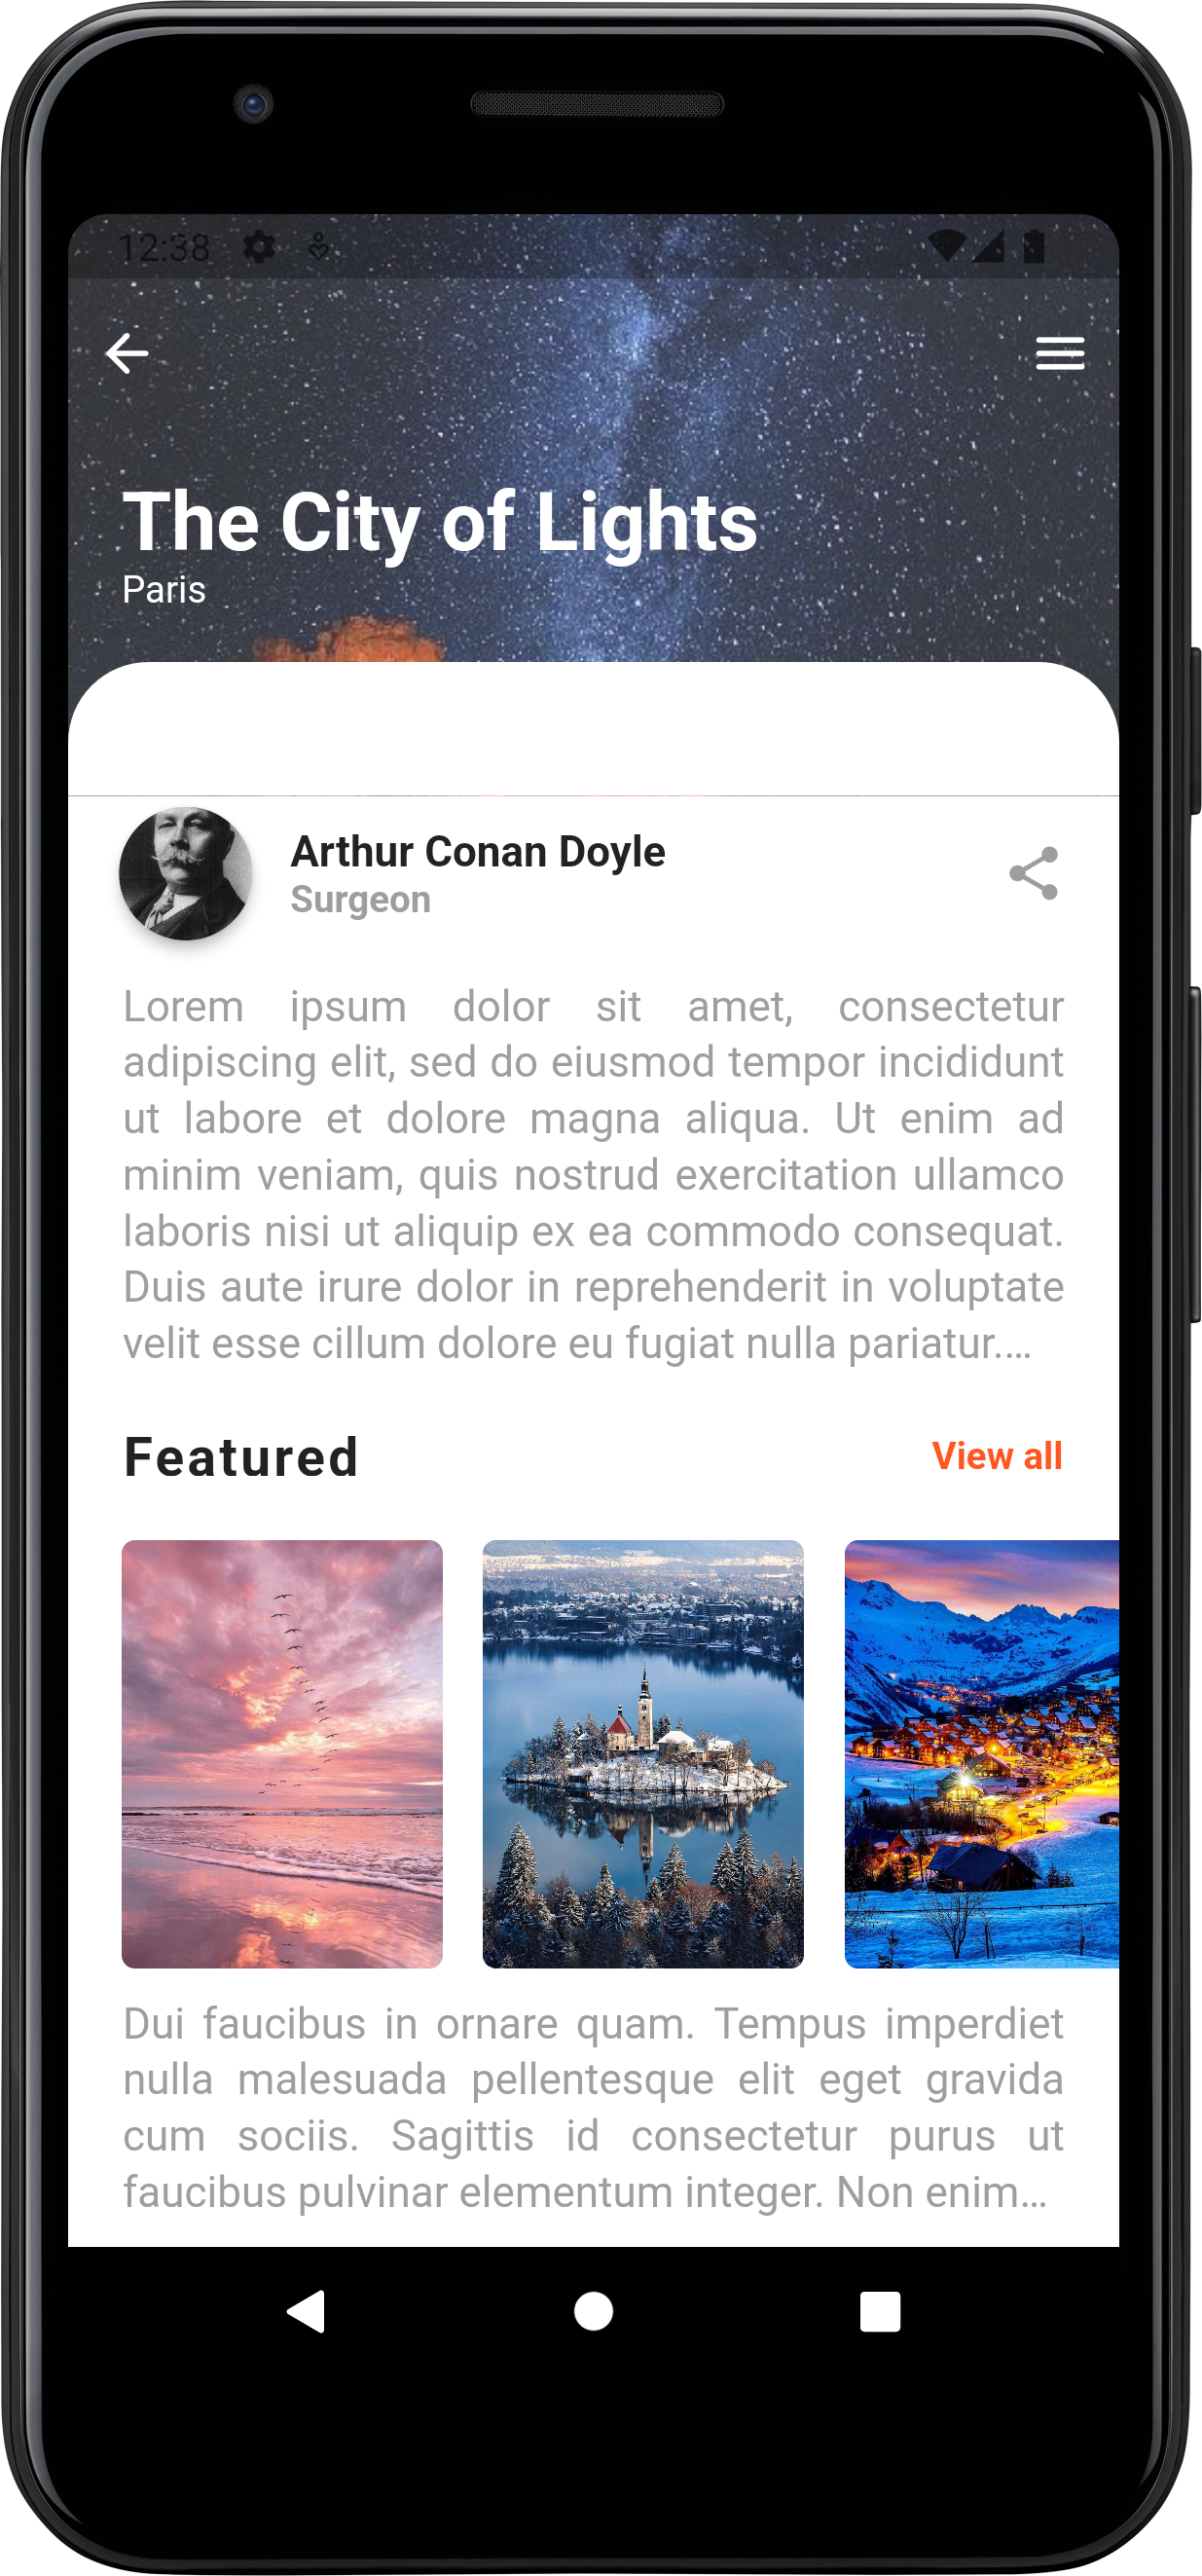 12:38
The City of Lights
Paris
Arthur Conan Doyle
Surgeon
Lorem ipsum dolor sit amet, consectetur
adipiscing elit, sed do eiusmod tempor incididunt
ut labore et dolore magna aliqua. Ut enim ad
minim veniam, quis nostrud exercitation ullamco
laboris nisi ut aliquip ex ea commodo consequat.
Duis aute irure dolor in reprehenderit in voluptate
velit esse cillum dolore eu fugiat nulla pariatur.…
Featured
View all
Dui faucibus in ornare quam. Tempus imperdiet
nulla malesuada pellentesque elit eget gravida
cum sociis. Sagittis id consectetur purus ut
faucibus pulvinar elementum integer. Non enim…